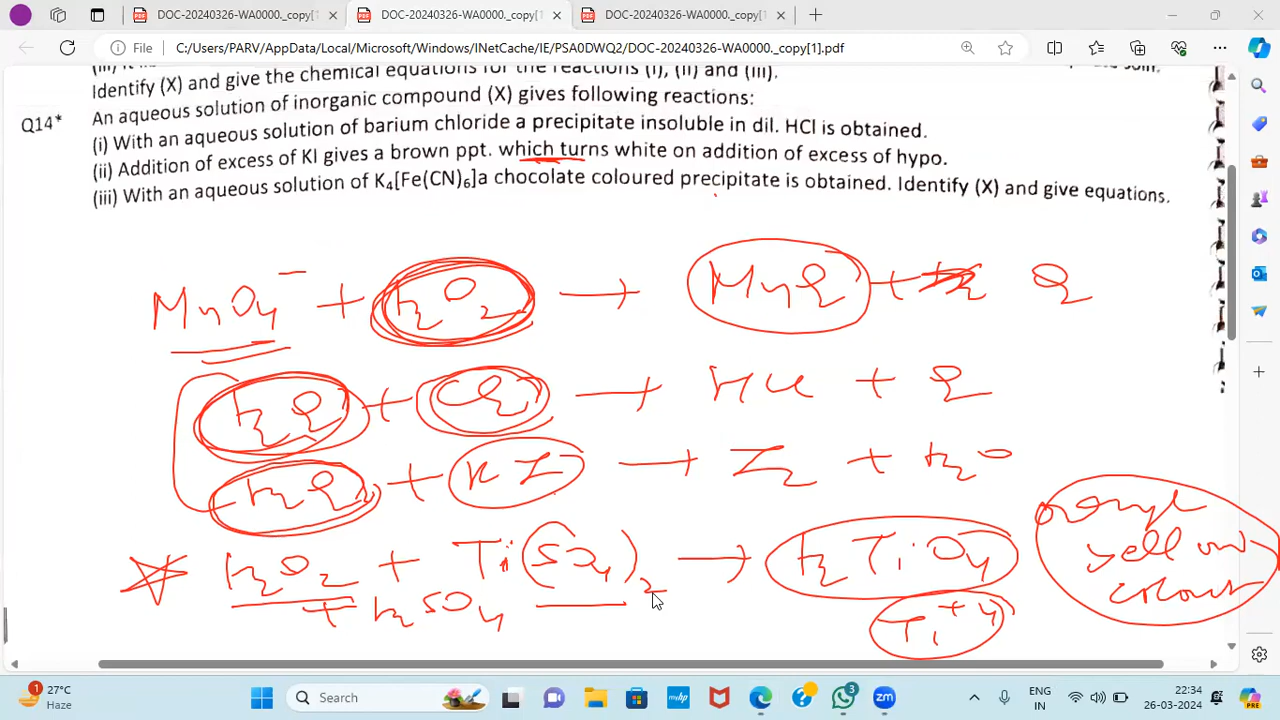 DOC-20240326-WA0000._copy[1].pdf
DOC-20240326-WA0000._copy[1].pdf
DOC-20240326-WA0000._copy[1].pdf
File C:/Users/PARV/AppData/Local/Microsoft/Windows/INetCache/IE/PSA0DWQ2/DOC-20240326-WA0000._copy[1].pdf
Identify (X) and give the chemical equations for the reactions (i), (ii) and (iii).
Q14* An aqueous solution of inorganic compound (X) gives following reactions:
(i) With an aqueous solution of barium chloride a precipitate insoluble in dil. HCl is obtained.
(ii) Addition of excess of KI gives a brown ppt. which turns white on addition of excess of hypo.
(iii) With an aqueous solution of K4[Fe(CN)6]a chocolate coloured precipitate is obtained. Identify (X) and give equations.
MnO4- + H2O2 → MnO2 + O2
H2O2 + Cl2 → HCl + O2
H2O2 + KI → I2 + H2O
H2O2 + Ti(SO4)2 → H2TiO4
+ H2SO4
Ti+4
yellow
colour
27°C
Haze
Search
3
ENG
IN
22:34
26-03-2024